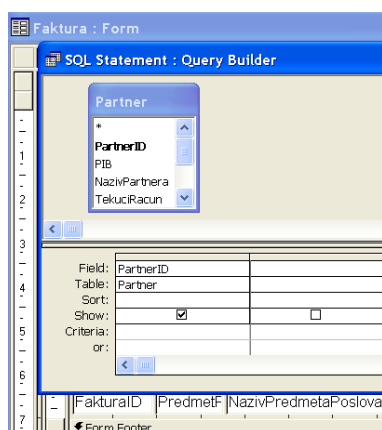 Faktura : Form
SQL Statement : Query Builder
Partner
*
PartnerID
PIB
NazivPartnera
TekuciRacun
1
2
3
4
5
6
7
Field: PartnerID
Table: Partner
Sort:
Show:
Criteria:
or:
FakturaID PredmetF NazivPredmetaPoslova
Form Footer